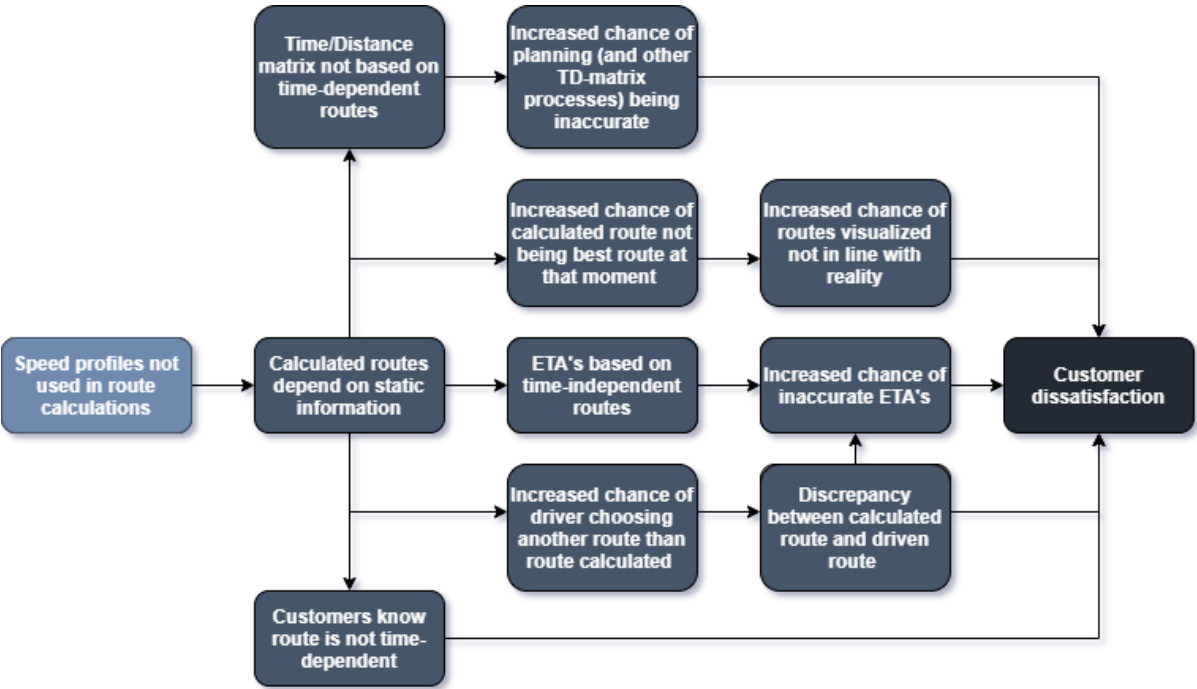 Time/Distance
matrix not based on
time-dependent
routes
Increased chance of
planning (and other
TD-matrix
processes) being
inaccurate
Increased chance of
calculated route not
being best route at
that moment
Increased chance of
routes visualized
not in line with
reality
Speed profiles not
used in route
calculations
Calculated routes
depend on static
information
ETA's based on
time-independent
routes
Increased chance of
inaccurate ETA's
Customer
dissatisfaction
Increased chance of
driver choosing
another route than
route calculated
Discrepancy
between calculated
route and driven
route
Customers know
route is not time-
dependent